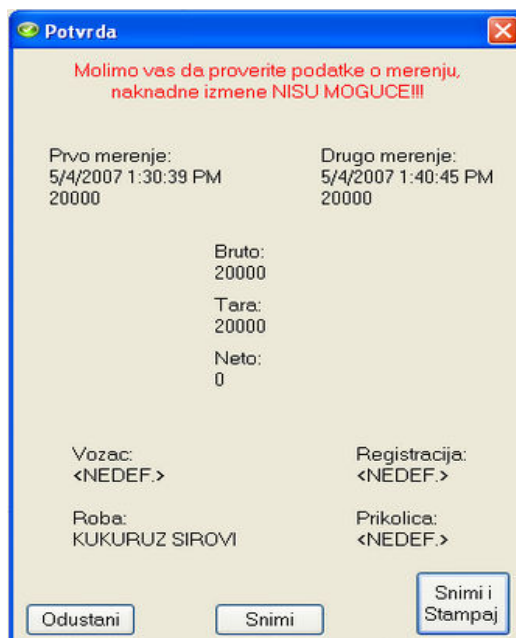 Potvrda
Molimo vas da proverite podatke o merenju,
naknadne izmene NISU MOGUCE!!!
Prvo merenje:
5/4/2007 1:30:39 PM
20000
Drugo merenje:
5/4/2007 1:40:45 PM
20000
Bruto:
20000
Tara:
20000
Neto:
0
Vozac:
<NEDEF.>
Registracija:
<NEDEF.>
Roba:
KUKURUZ SIROVI
Prikolica:
<NEDEF.>
Odustani
Snimi
Snimi i
Stampaj